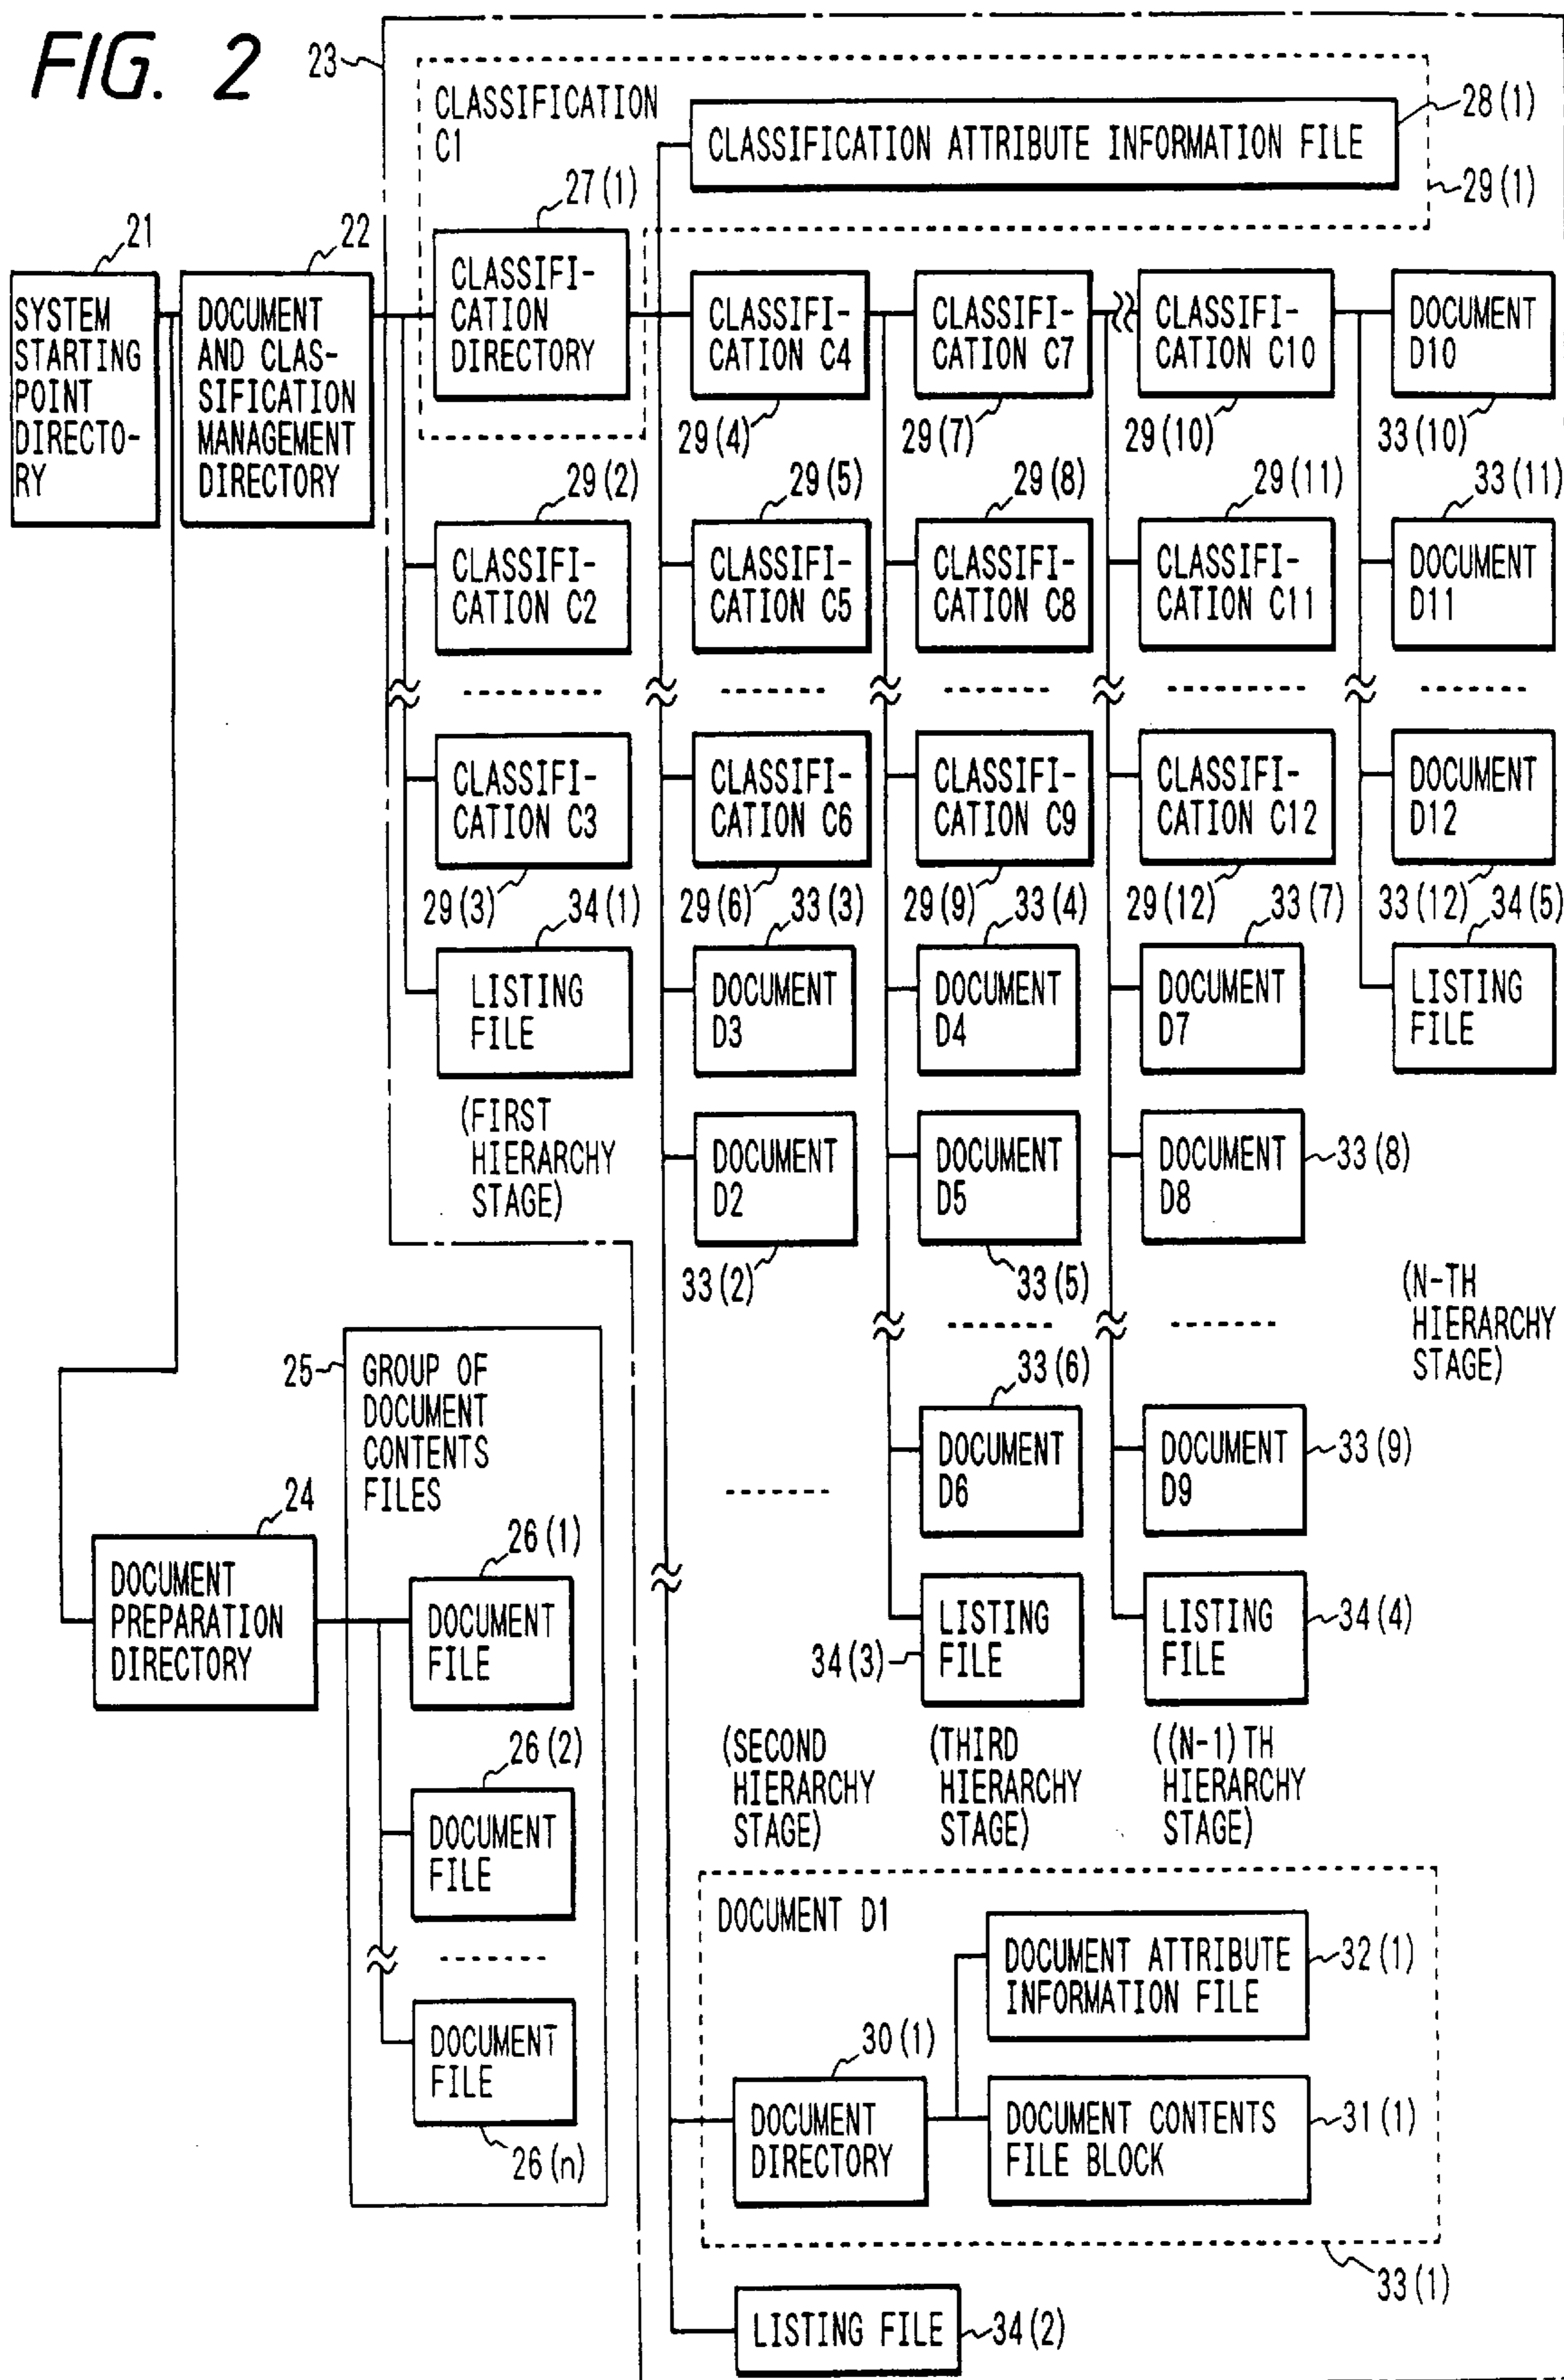 FIG. 2
23
CLASSIFICATION
C1
CLASSIFICATION ATTRIBUTE INFORMATION FILE
28(1)
29(1)
27(1)
21
22
SYSTEM
STARTING
POINT
DIRECTO-
RY
DOCUMENT
AND CLAS-
SIFICATION
MANAGEMENT
DIRECTORY
CLASSIFI-
CATION
DIRECTORY
CLASSIFI-
CATION C4
CLASSIFI-
CATION C7
CLASSIFI-
CATION C10
DOCUMENT
D10
29(4)
29(7)
29(10)
33(10)
29(2)
29(5)
29(8)
29(11)
33(11)
CLASSIFI-
CATION C2
CLASSIFI-
CATION C5
CLASSIFI-
CATION C8
CLASSIFI-
CATION C11
DOCUMENT
D11
CLASSIFI-
CATION C3
CLASSIFI-
CATION C6
CLASSIFI-
CATION C9
CLASSIFI-
CATION C12
DOCUMENT
D12
29(3)
34(1)
29(6)
33(3)
29(9)
33(4)
29(12)
33(7)
33(12)
34(5)
LISTING
FILE
DOCUMENT
D3
DOCUMENT
D4
DOCUMENT
D7
LISTING
FILE
(FIRST
HIERARCHY
STAGE)
DOCUMENT
D2
DOCUMENT
D5
DOCUMENT
D8
33(8)
33(2)
33(5)
(N-TH
HIERARCHY
STAGE)
25
GROUP OF
DOCUMENT
CONTENTS
FILES
33(6)
DOCUMENT
D6
DOCUMENT
D9
33(9)
24
DOCUMENT
PREPARATION
DIRECTORY
26(1)
DOCUMENT
FILE
34(3)
LISTING
FILE
LISTING
FILE
34(4)
26(2)
DOCUMENT
FILE
(SECOND
HIERARCHY
STAGE)
(THIRD
HIERARCHY
STAGE)
((N-1)TH
HIERARCHY
STAGE)
DOCUMENT
FILE
26(n)
DOCUMENT D1
DOCUMENT ATTRIBUTE
INFORMATION FILE
32(1)
30(1)
DOCUMENT
DIRECTORY
DOCUMENT CONTENTS
FILE BLOCK
31(1)
33(1)
LISTING FILE
34(2)